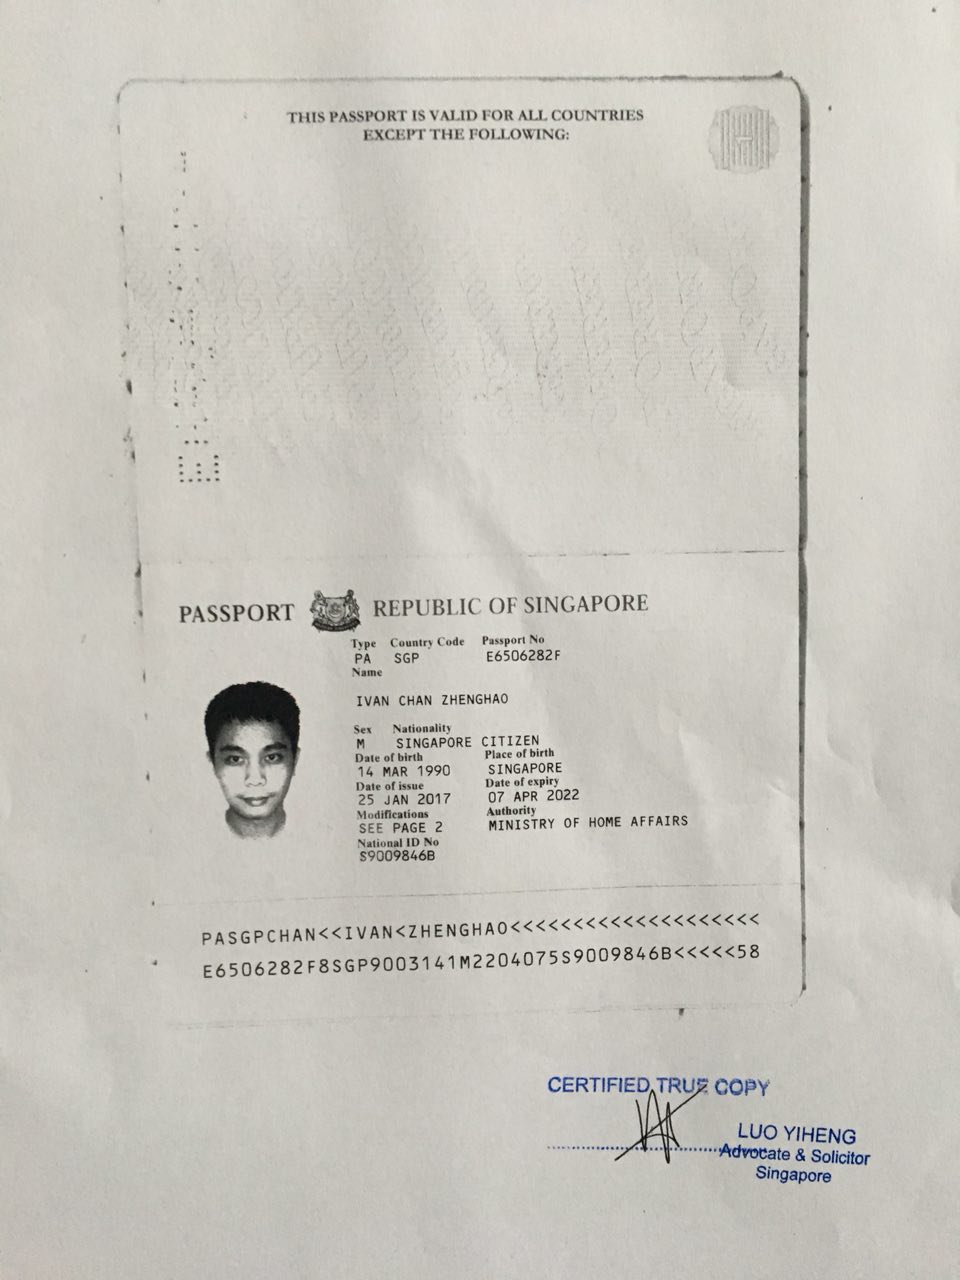 THIS PASSPORT IS VALID FOR ALL COUNTRIES
EXCEPT THE FOLLOWING:
PASSPORT REPUBLIC OF SINGAPORE
Type Country Code Passport No
PA SGP E6506282F
Name
IVAN CHAN ZHENGHAO
Sex Nationality
M SINGAPORE CITIZEN
Date of birth Place of birth
14 MAR 1990 SINGAPORE
Date of issue Date of expiry
25 JAN 2017 07 APR 2022
Modifications Authority
SEE PAGE 2 MINISTRY OF HOME AFFAIRS
National ID No
S9009846B
PASGPCHAN<<IVAN<ZHENGHAO<<<<<<<<<<<<<<<<<<<<
E6506282F8SGP9003141M2204075S9009846B<<<<<58
CERTIFIED TRUE COPY
LUO YIHENG
Advocate & Solicitor
Singapore